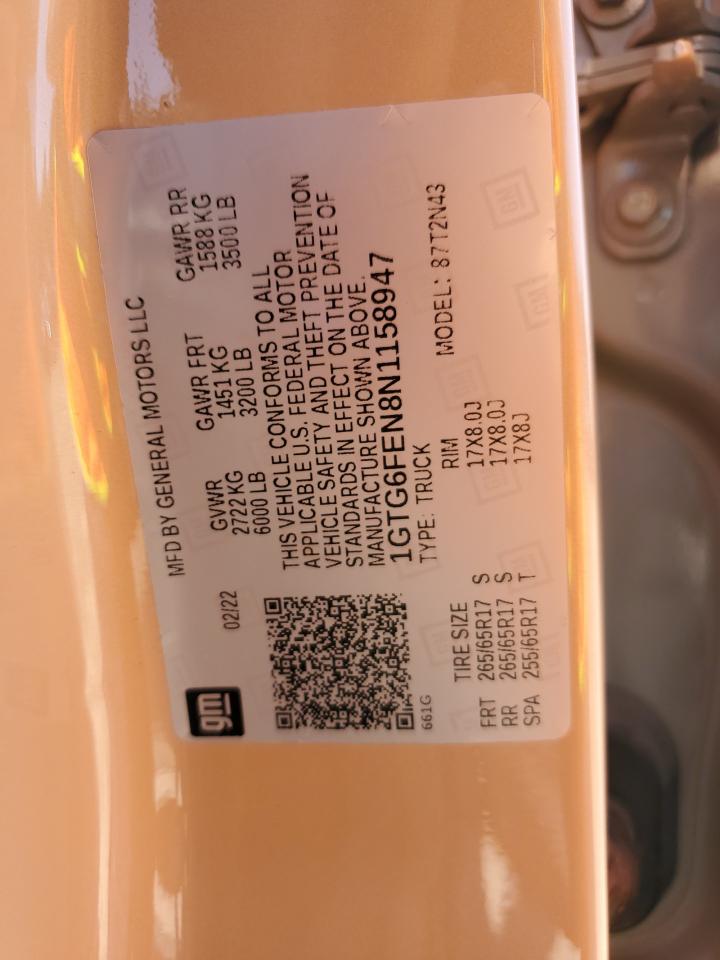 MFD BY GENERAL MOTORS LLC
02/22
GVWR GAWR FRT GAWR RR
2722 KG 1451 KG 1588 KG
6000 LB 3200 LB 3500 LB
THIS VEHICLE CONFORMS TO ALL
APPLICABLE U.S. FEDERAL MOTOR
VEHICLE SAFETY AND THEFT PREVENTION
STANDARDS IN EFFECT ON THE DATE OF
MANUFACTURE SHOWN ABOVE.
1GTG6FEN8N1158947
TYPE: TRUCK MODEL: 87T2N43
gm
661G
TIRE SIZE RIM
FRT 265/65R17 S 17X8.0J
RR 265/65R17 S 17X8.0J
SPA 255/65R17 T 17X8J